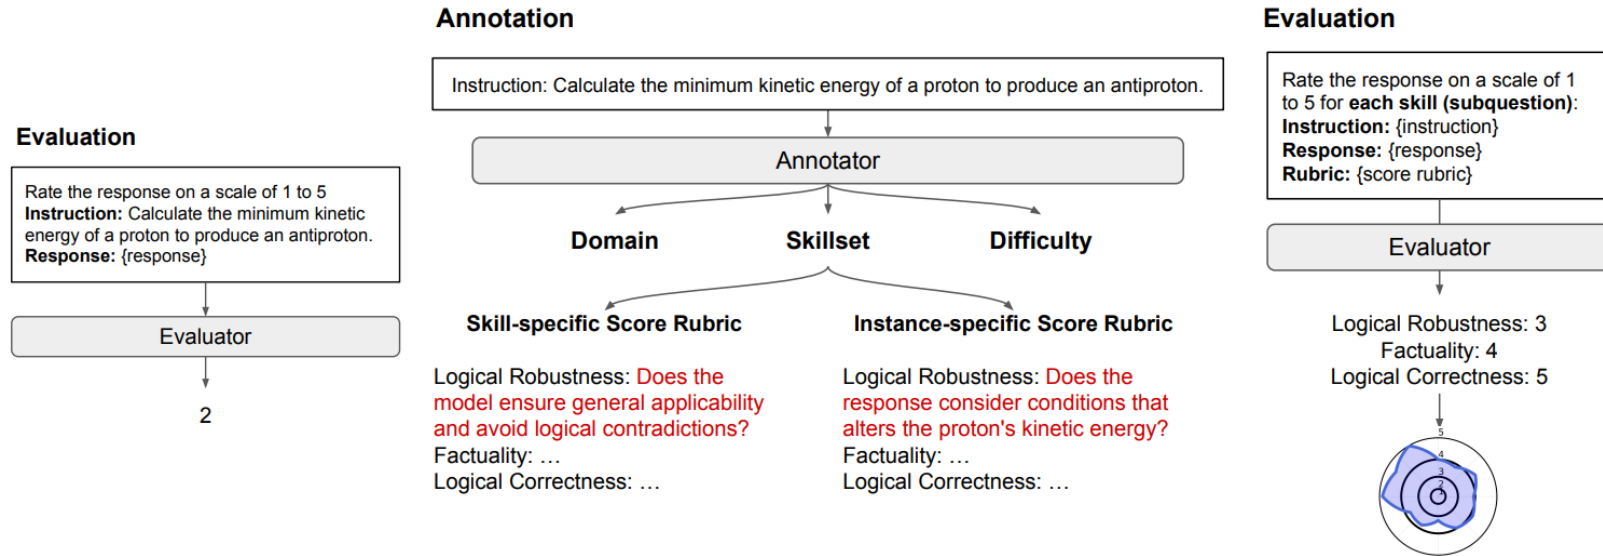 Evaluation
Rate the response on a scale of 1 to 5
Instruction: Calculate the minimum kinetic
energy of a proton to produce an antiproton.
Response: {response}
Evaluator
2
Annotation
Instruction: Calculate the minimum kinetic energy of a proton to produce an antiproton.
Annotator
Domain
Skillset
Difficulty
Skill-specific Score Rubric
Logical Robustness: Does the
model ensure general applicability
and avoid logical contradictions?
Factuality: …
Logical Correctness: …
Instance-specific Score Rubric
Logical Robustness: Does the
response consider conditions that
alters the proton's kinetic energy?
Factuality: …
Logical Correctness: …
Evaluation
Rate the response on a scale of 1
to 5 for each skill (subquestion):
Instruction: {instruction}
Response: {response}
Rubric: {score rubric}
Evaluator
Logical Robustness: 3
Factuality: 4
Logical Correctness: 5
5
4
3
2
1